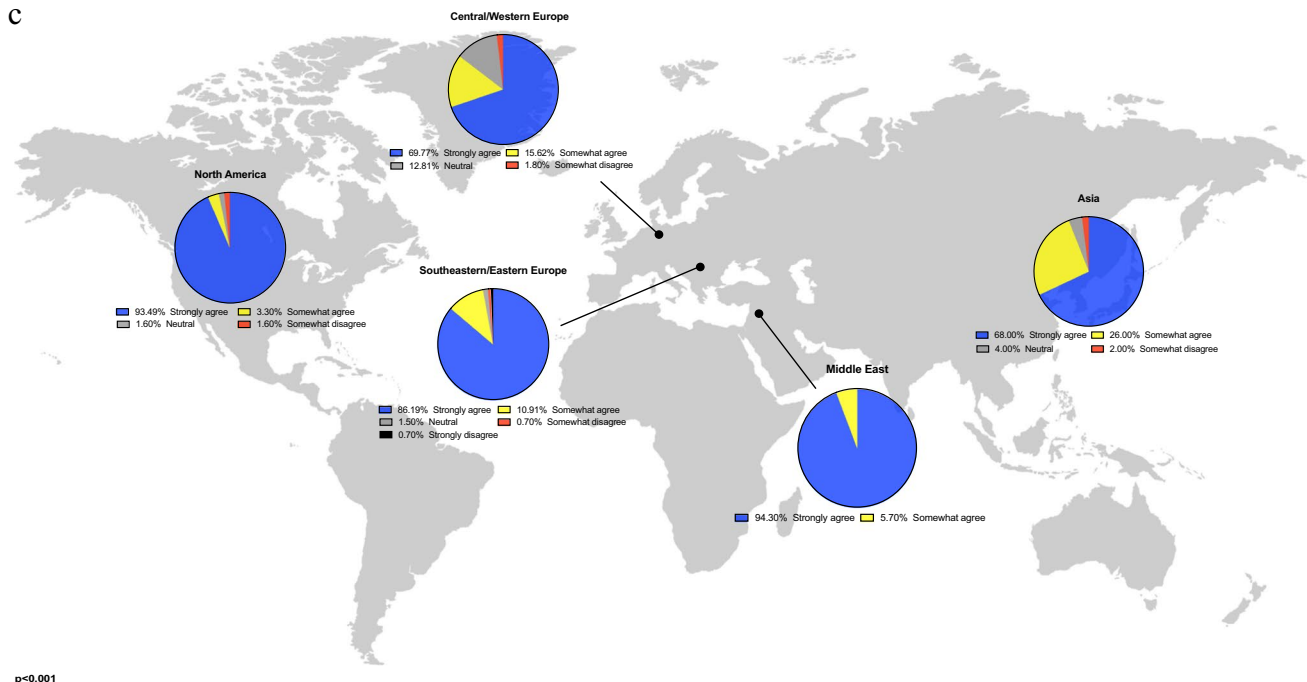 c
Central/Western Europe
69.77% Strongly agree 15.62% Somewhat agree
12.81% Neutral 1.80% Somewhat disagree
North America
93.49% Strongly agree 3.30% Somewhat agree
1.60% Neutral 1.60% Somewhat disagree
Asia
68.00% Strongly agree 26.00% Somewhat agree
4.00% Neutral 2.00% Somewhat disagree
Southeastern/Eastern Europe
86.19% Strongly agree 10.91% Somewhat agree
1.50% Neutral 0.70% Somewhat disagree
0.70% Strongly disagree
Middle East
94.30% Strongly agree 5.70% Somewhat agree
p<0.001